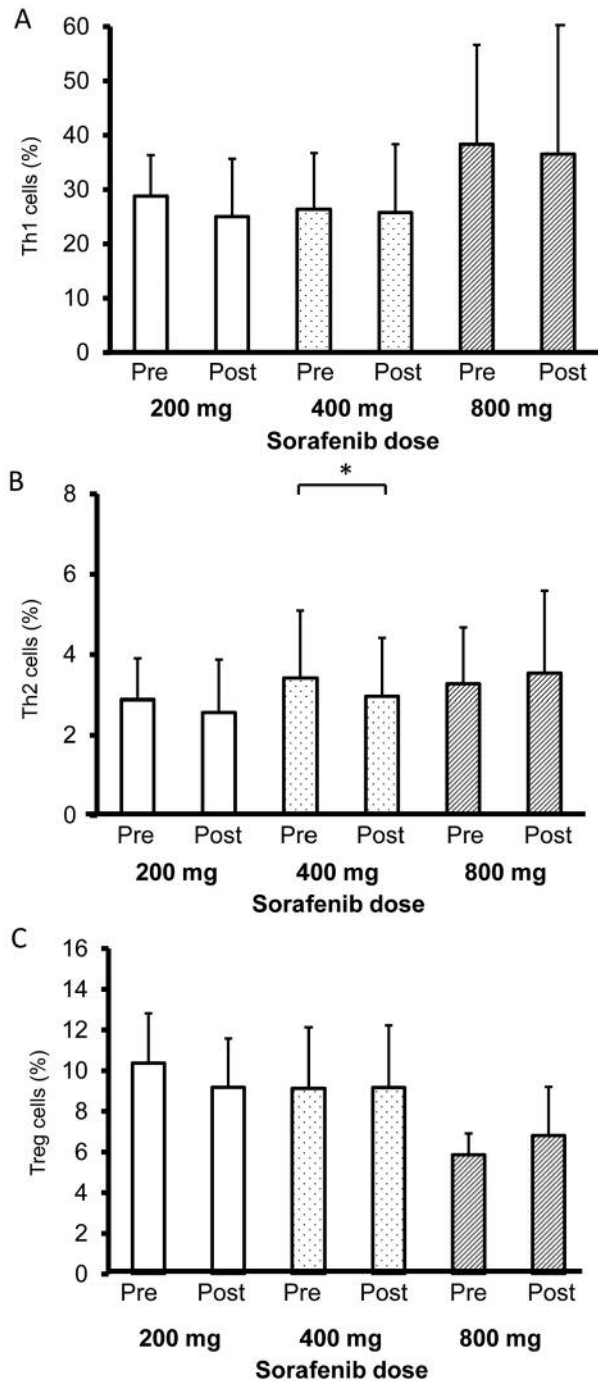 A
Th1 cells (%)
60
50
40
30
20
10
0
Pre Post Pre Post Pre Post
200 mg 400 mg 800 mg
Sorafenib dose
B
*
Th2 cells (%)
8
6
4
2
0
Pre Post Pre Post Pre Post
200 mg 400 mg 800 mg
Sorafenib dose
C
Treg cells (%)
16
14
12
10
8
6
4
2
0
Pre Post Pre Post Pre Post
200 mg 400 mg 800 mg
Sorafenib dose